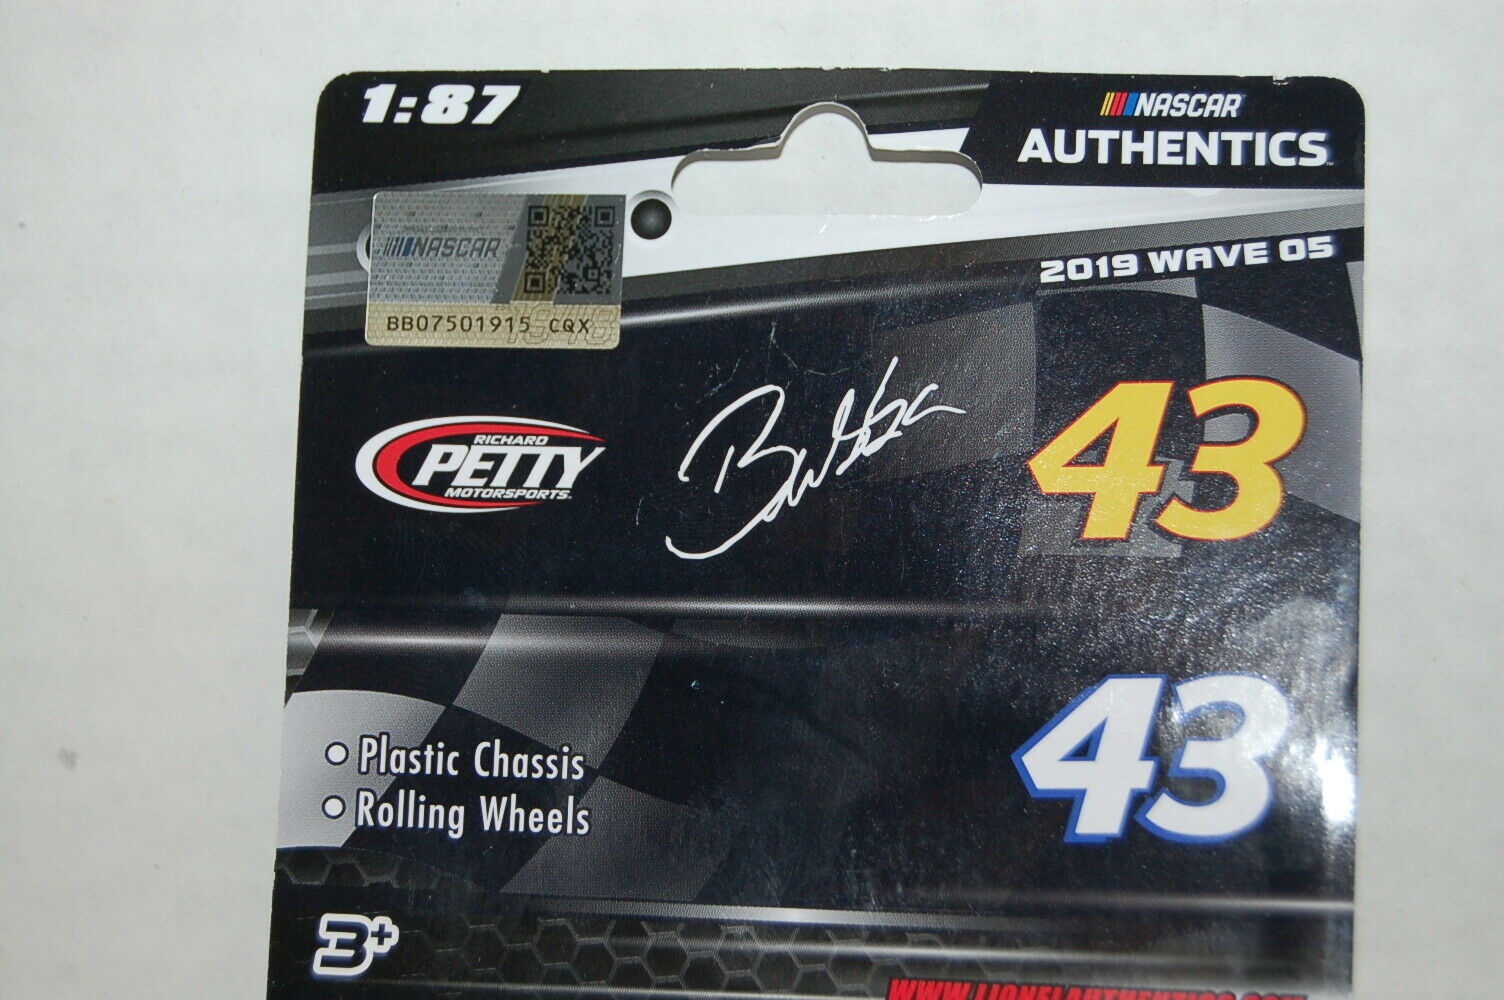 1:87
NASCAR
AUTHENTICS™
NASCAR
BB07501915 CQX
2019 WAVE 05
RICHARD
PETTY
MOTORSPORTS
43
43
• Plastic Chassis
• Rolling Wheels
3+